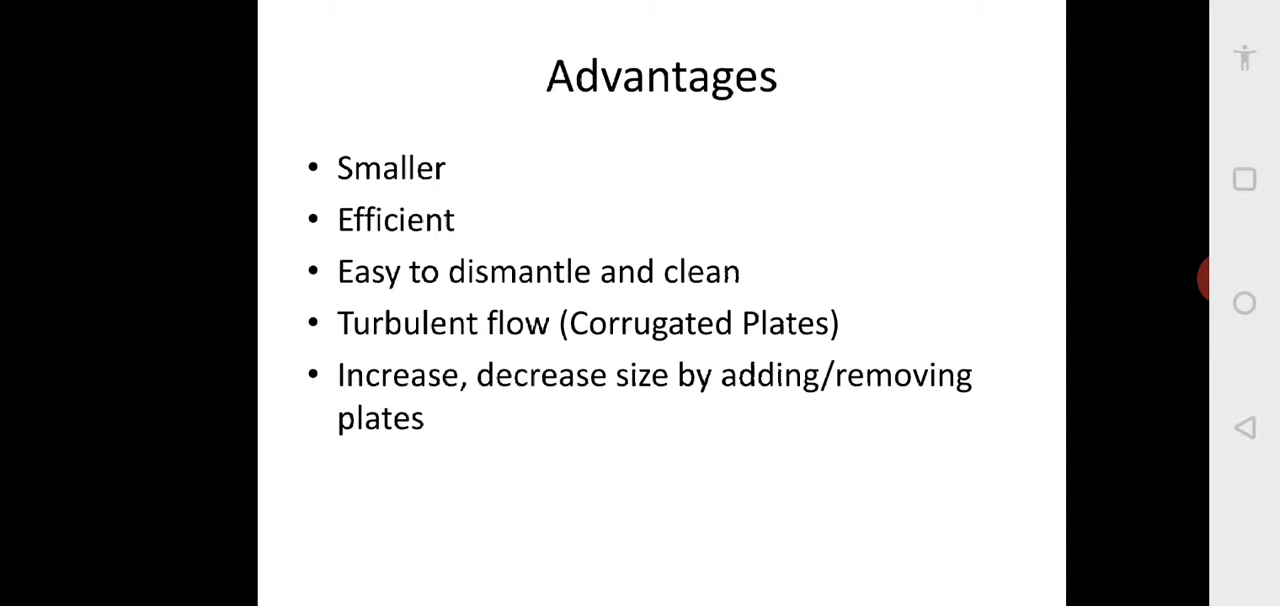 Advantages
• Smaller
• Efficient
• Easy to dismantle and clean
• Turbulent flow (Corrugated Plates)
• Increase, decrease size by adding/removing
plates